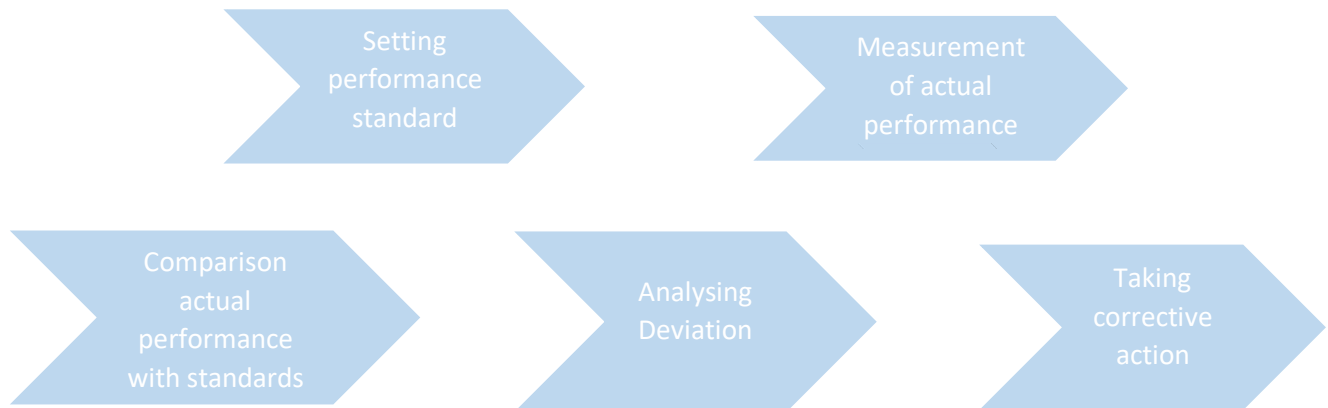 Setting
performance
standard
Measurement
of actual
performance
Comparison
actual
performance
with standards
Analysing
Deviation
Taking
corrective
action